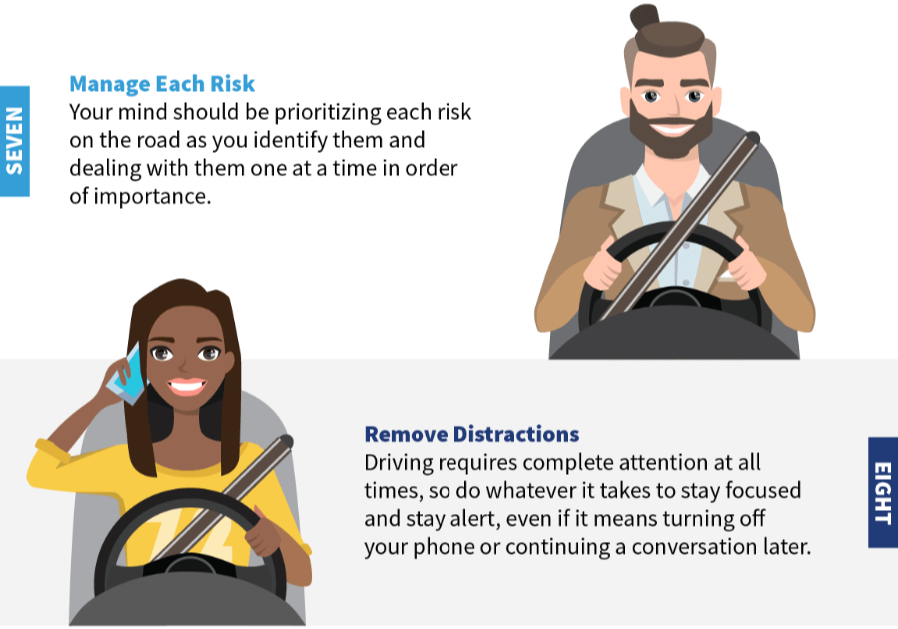 SEVEN
Manage Each Risk
Your mind should be prioritizing each risk
on the road as you identify them and
dealing with them one at a time in order
of importance.
Remove Distractions
Driving requires complete attention at all
times, so do whatever it takes to stay focused
and stay alert, even if it means turning off
your phone or continuing a conversation later.
EIGHT